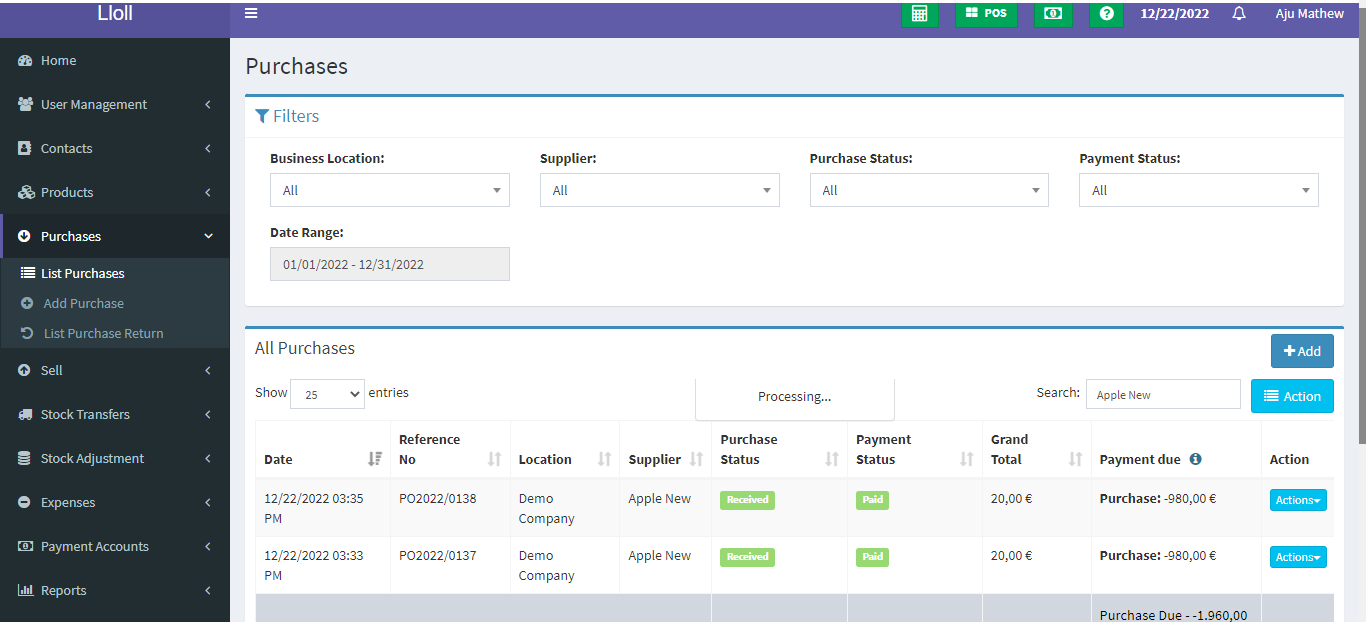 Lloll
POS
12/22/2022
Aju Mathew
Home
User Management
Contacts
Products
Purchases
List Purchases
Add Purchase
List Purchase Return
Sell
Stock Transfers
Stock Adjustment
Expenses
Payment Accounts
Reports
Purchases
Filters
Business Location:
Supplier:
Purchase Status:
Payment Status:
All
All
All
All
Date Range:
01/01/2022 - 12/31/2022
All Purchases
Add
Show 25 entries
Processing...
Search: Apple New
Action
Date
Reference No
Location
Supplier
Purchase Status
Payment Status
Grand Total
Payment due
Action
12/22/2022 03:35 PM
PO2022/0138
Demo Company
Apple New
Received
Paid
20,00 €
Purchase: -980,00 €
Actions
12/22/2022 03:33 PM
PO2022/0137
Demo Company
Apple New
Received
Paid
20,00 €
Purchase: -980,00 €
Actions
Purchase Due - -1.960,00